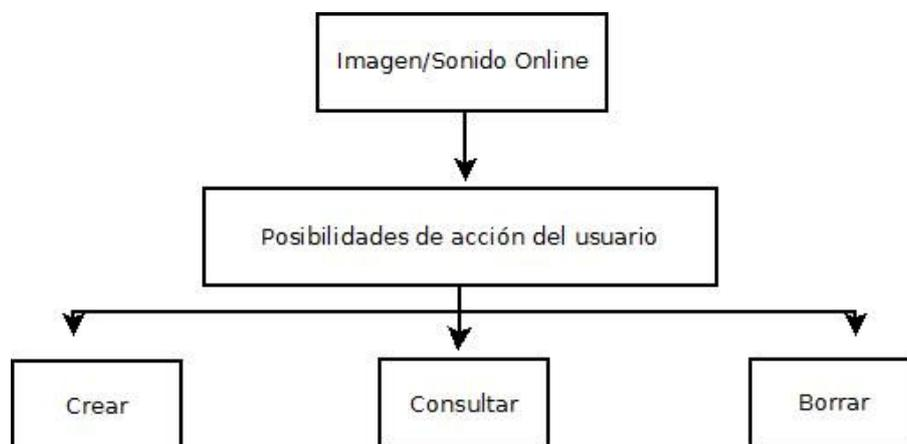 Imagen/Sonido Online
Posibilidades de acción del usuario
Crear
Consultar
Borrar